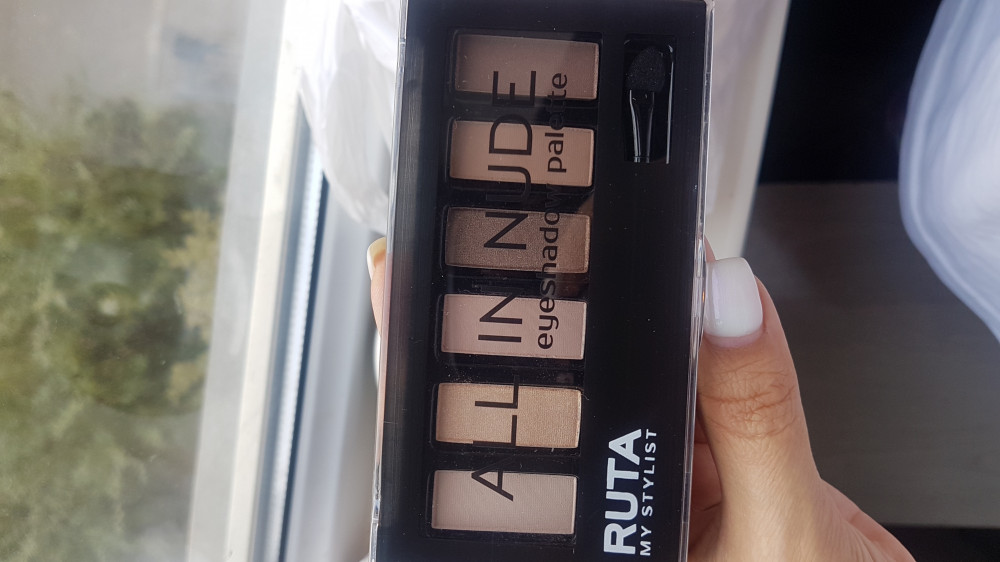 ALL IN NUDE
eyeshadow palette
RUTA
MY STYLIST